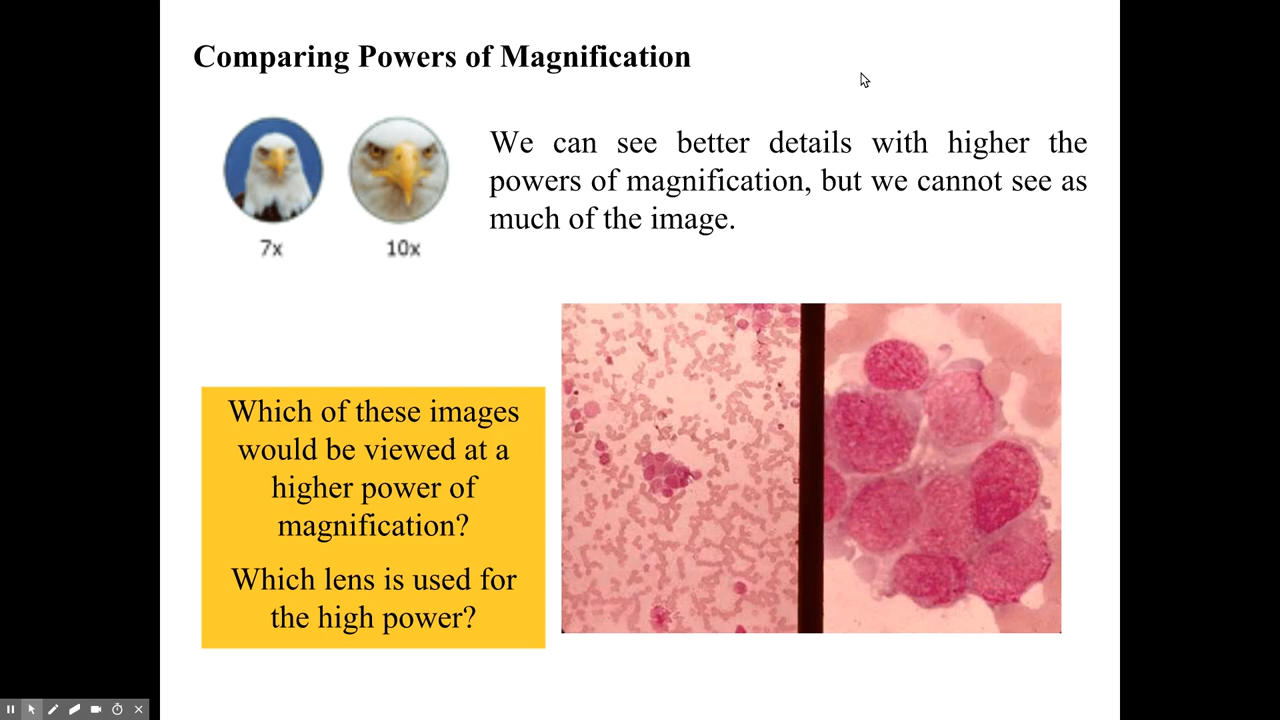 Comparing Powers of Magnification
We can see better details with higher the
powers of magnification, but we cannot see as
much of the image.
7x
10x
Which of these images
would be viewed at a
higher power of
magnification?
Which lens is used for
the high power?